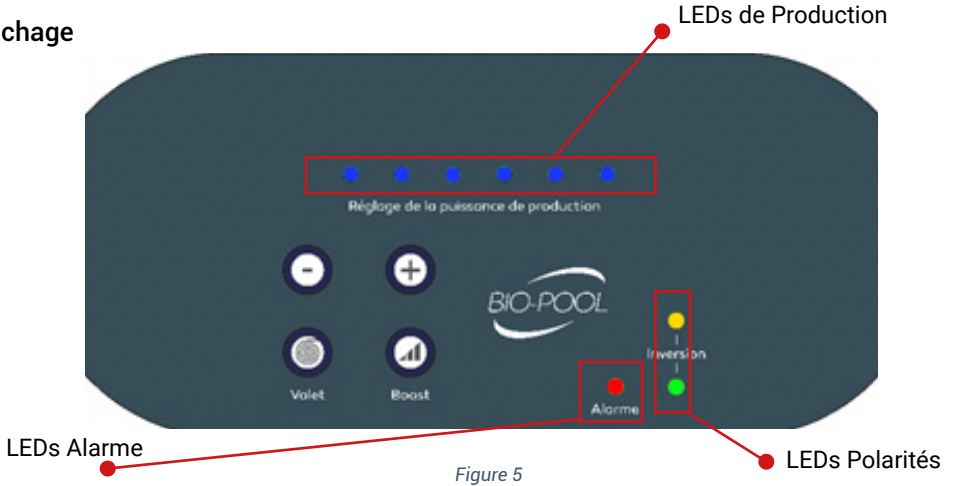 LEDs de Production
chage
Réglage de la puissance de production
- +
BIO-POOL
Inversion
Volet Boost
Alarme
LEDs Alarme
LEDs Polarités
Figure 5